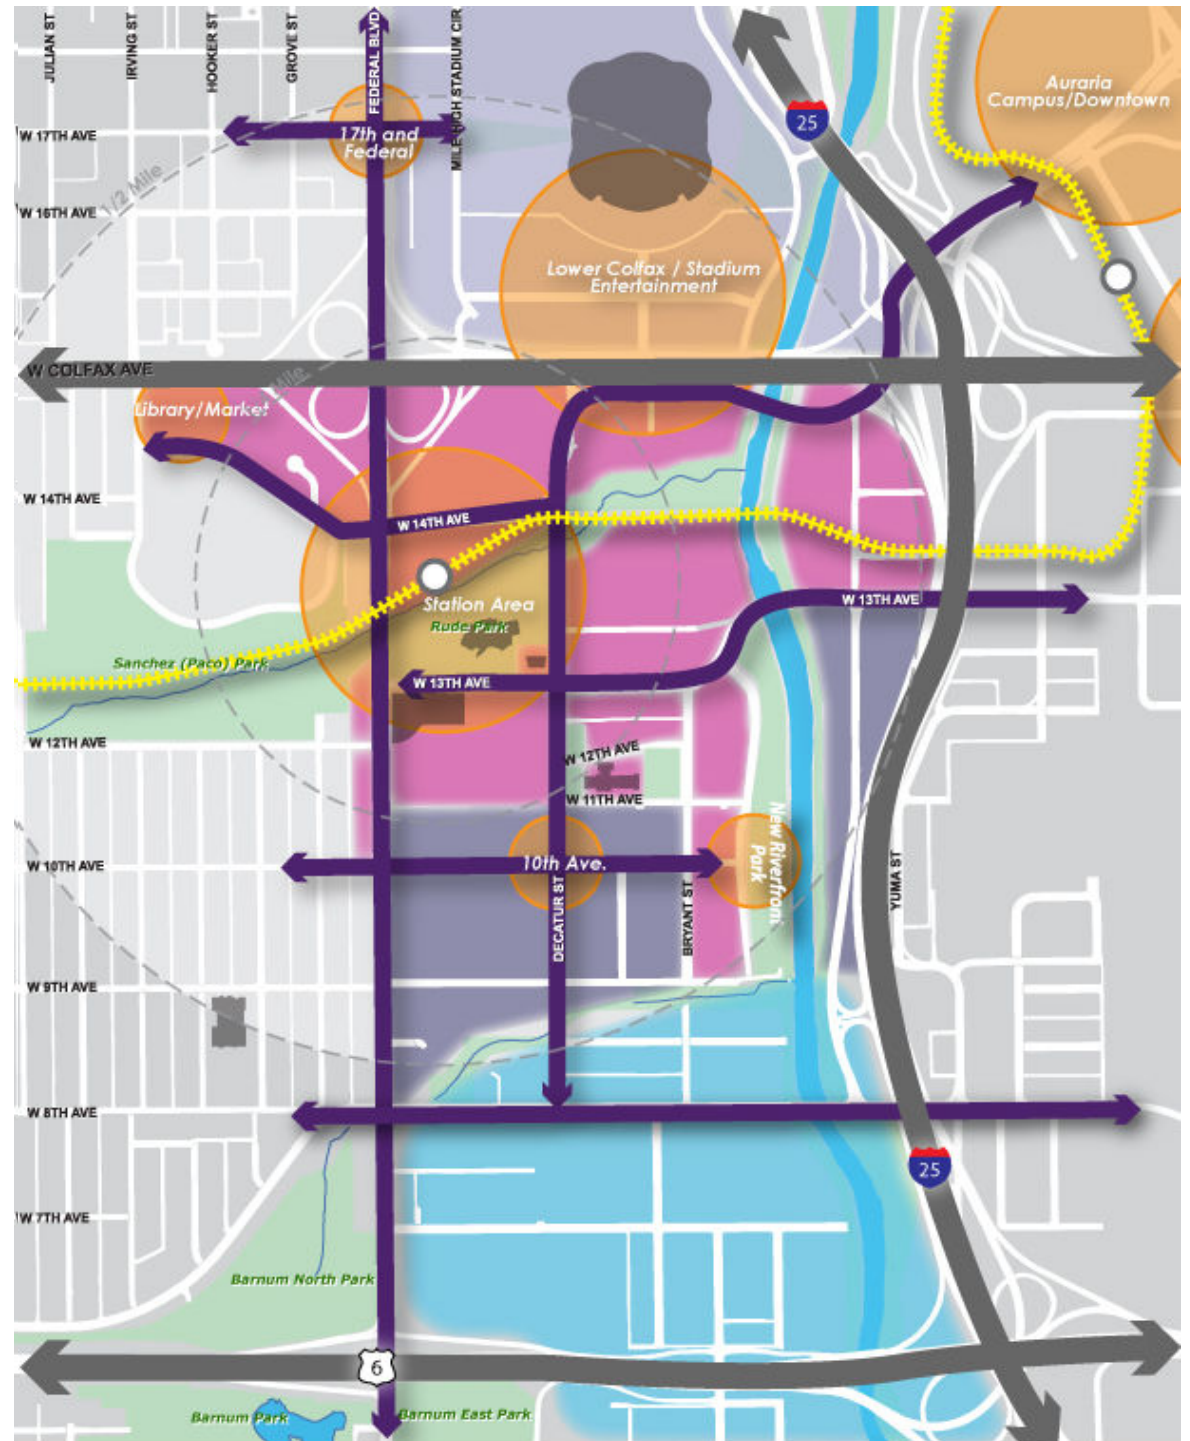 JULIAN ST
IRVING ST
HOOKER ST
GROVE ST
FEDERAL BLVD
MILE HIGH STADIUM CIR
Auraria
Campus/Downtown
25
W 17TH AVE
17th and
Federal
1/2 Mile
W 16TH AVE
Lower Colfax / Stadium
Entertainment
W COLFAX AVE
Mile
Library/Market
W 14TH AVE
W 14TH AVE
Station Area
Rude Park
W 13TH AVE
Sanchez (Paco) Park
W 13TH AVE
W 12TH AVE
W 12TH AVE
W 11TH AVE
New Riverfront
Park
W 10TH AVE
10th Ave.
DECATUR ST
BRYANT ST
YUMA ST
W 9TH AVE
W 8TH AVE
25
W 7TH AVE
Barnum North Park
6
Barnum Park
Barnum East Park